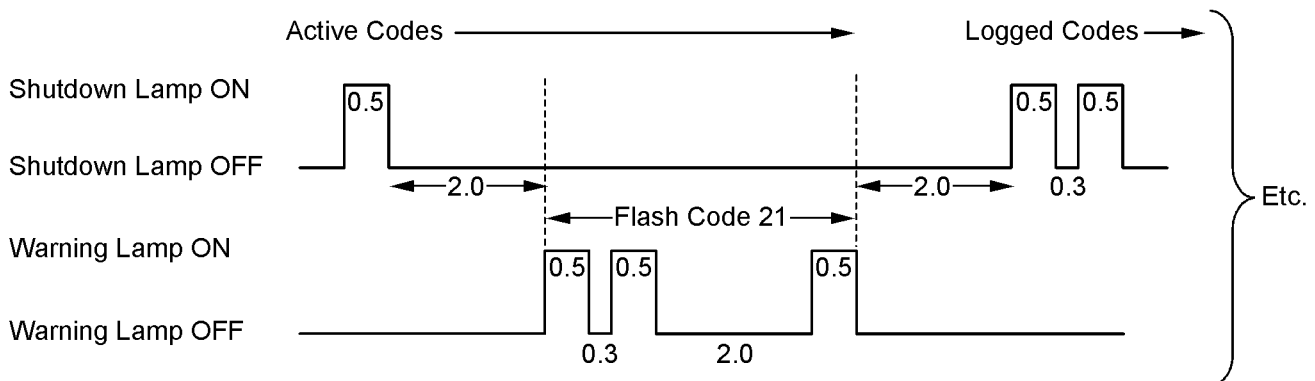 Active Codes
Logged Codes
Shutdown Lamp ON
0.5
0.5
0.5
Shutdown Lamp OFF
2.0
2.0
0.3
Etc.
Flash Code 21
Warning Lamp ON
0.5
0.5
0.5
Warning Lamp OFF
0.3
2.0